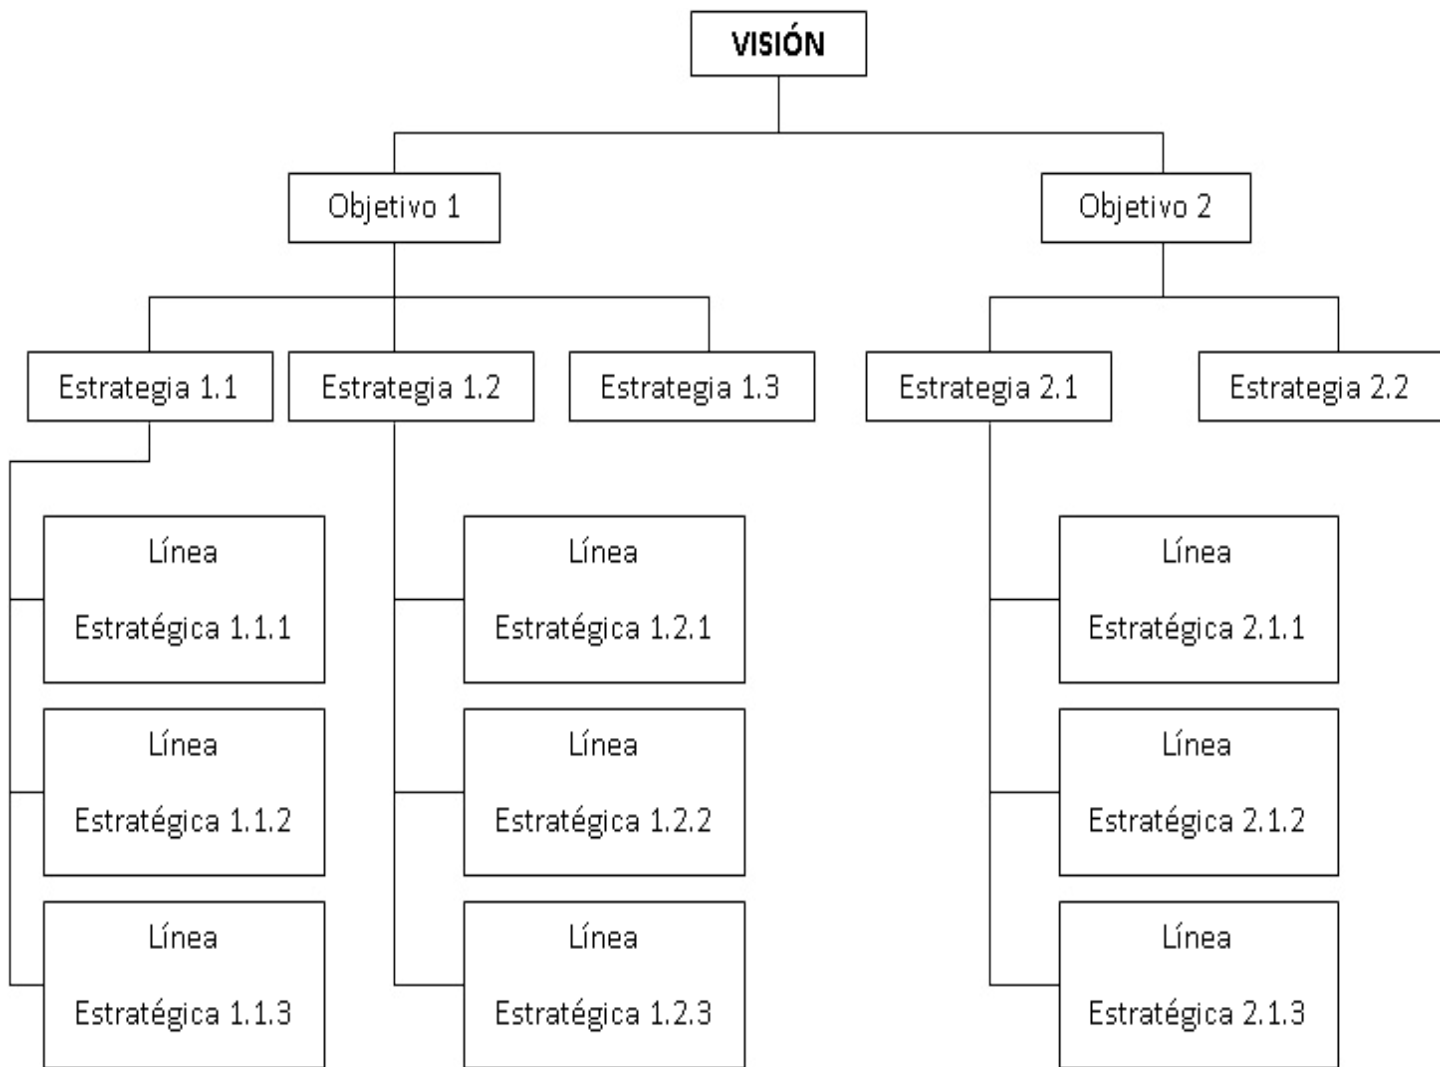 VISIÓN
Objetivo 1
Objetivo 2
Estrategia 1.1
Estrategia 1.2
Estrategia 1.3
Estrategia 2.1
Estrategia 2.2
Línea
Estratégica 1.1.1
Línea
Estratégica 1.2.1
Línea
Estratégica 2.1.1
Línea
Estratégica 1.1.2
Línea
Estratégica 1.2.2
Línea
Estratégica 2.1.2
Línea
Estratégica 1.1.3
Línea
Estratégica 1.2.3
Línea
Estratégica 2.1.3